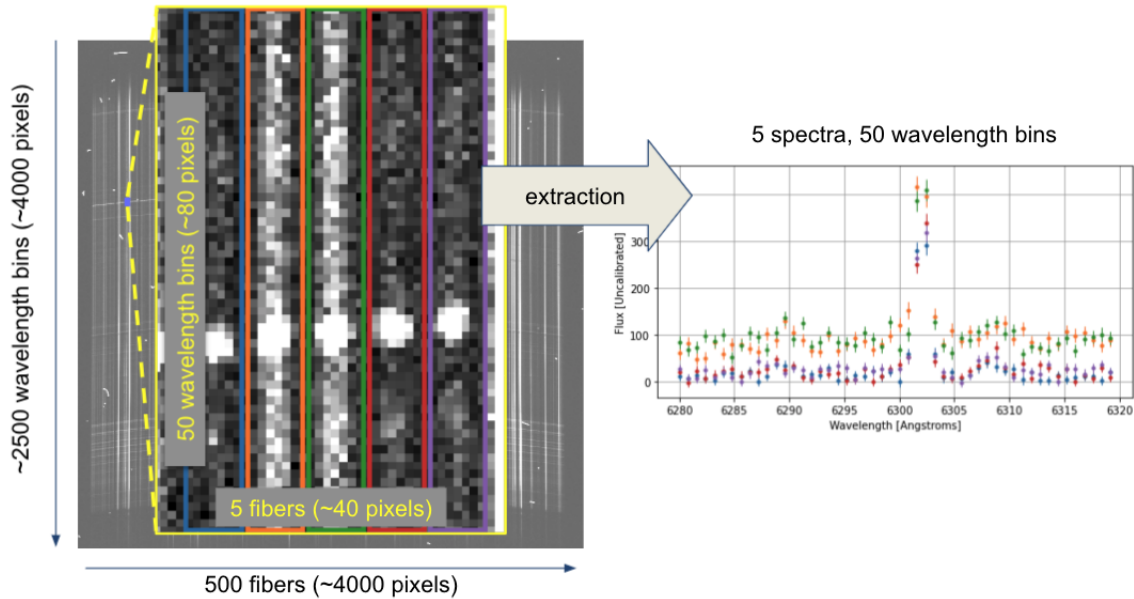 ~2500 wavelength bins (~4000 pixels)
50 wavelength bins (~80 pixels)
5 fibers (~40 pixels)
500 fibers (~4000 pixels)
extraction
5 spectra, 50 wavelength bins
Flux [Uncalibrated]
300
200
100
0
6280 6285 6290 6295 6300 6305 6310 6315 6320
Wavelength [Angstroms]